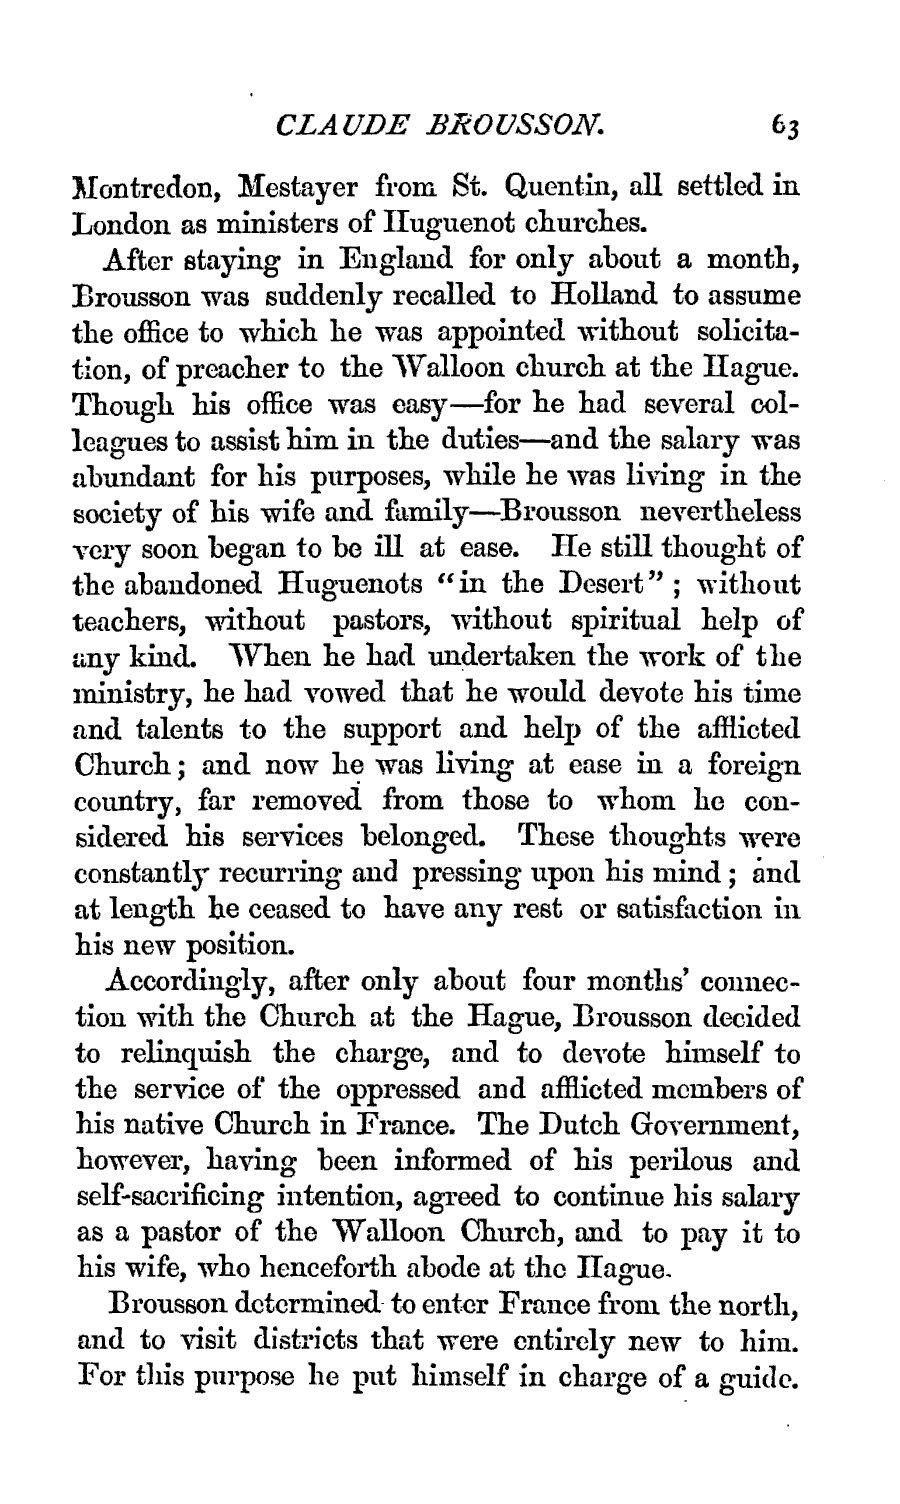 CLAUDE BROUSSON. 63
Montredon, Mestayer from St. Quentin, all settled in
London as ministers of Huguenot churches.
After staying in England for only about a month,
Brousson was suddenly recalled to Holland to assume
the office to which he was appointed without solicita-
tion, of preacher to the Walloon church at the Hague.
Though his office was easy—for he had several col-
leagues to assist him in the duties—and the salary was
abundant for his purposes, while he was living in the
society of his wife and family—Brousson nevertheless
very soon began to be ill at ease. He still thought of
the abandoned Huguenots “in the Desert”; without
teachers, without pastors, without spiritual help of
any kind. When he had undertaken the work of the
ministry, he had vowed that he would devote his time
and talents to the support and help of the afflicted
Church; and now he was living at ease in a foreign
country, far removed from those to whom he con-
sidered his services belonged. These thoughts were
constantly recurring and pressing upon his mind; and
at length he ceased to have any rest or satisfaction in
his new position.
Accordingly, after only about four months’ connec-
tion with the Church at the Hague, Brousson decided
to relinquish the charge, and to devote himself to
the service of the oppressed and afflicted members of
his native Church in France. The Dutch Government,
however, having been informed of his perilous and
self-sacrificing intention, agreed to continue his salary
as a pastor of the Walloon Church, and to pay it to
his wife, who henceforth abode at the Hague.
Brousson determined to enter France from the north,
and to visit districts that were entirely new to him.
For this purpose he put himself in charge of a guide.